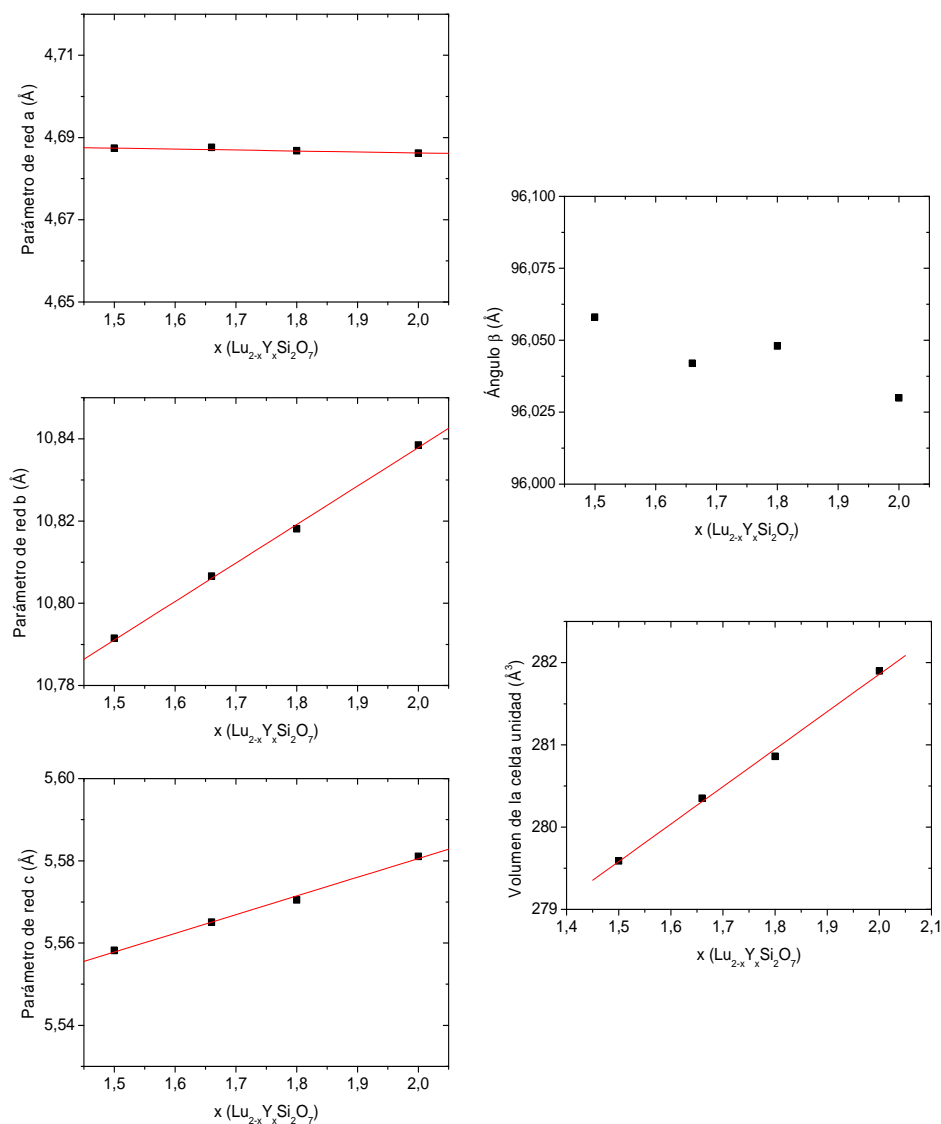 4,71
4,69
4,67
4,65
Parámetro de red a (Å)
1,5 1,6 1,7 1,8 1,9 2,0
x (Lu₂₋ₓYₓSi₂O₇)
10,84
10,82
10,80
10,78
Parámetro de red b (Å)
1,5 1,6 1,7 1,8 1,9 2,0
x (Lu₂₋ₓYₓSi₂O₇)
5,60
5,58
5,56
5,54
Parámetro de red c (Å)
1,5 1,6 1,7 1,8 1,9 2,0
x (Lu₂₋ₓYₓSi₂O₇)
96,100
96,075
96,050
96,025
96,000
Ángulo β (Å)
1,5 1,6 1,7 1,8 1,9 2,0
x (Lu₂₋ₓYₓSi₂O₇)
282
281
280
279
Volumen de la celda unidad (Å³)
1,4 1,5 1,6 1,7 1,8 1,9 2,0 2,1
x (Lu₂₋ₓYₓSi₂O₇)